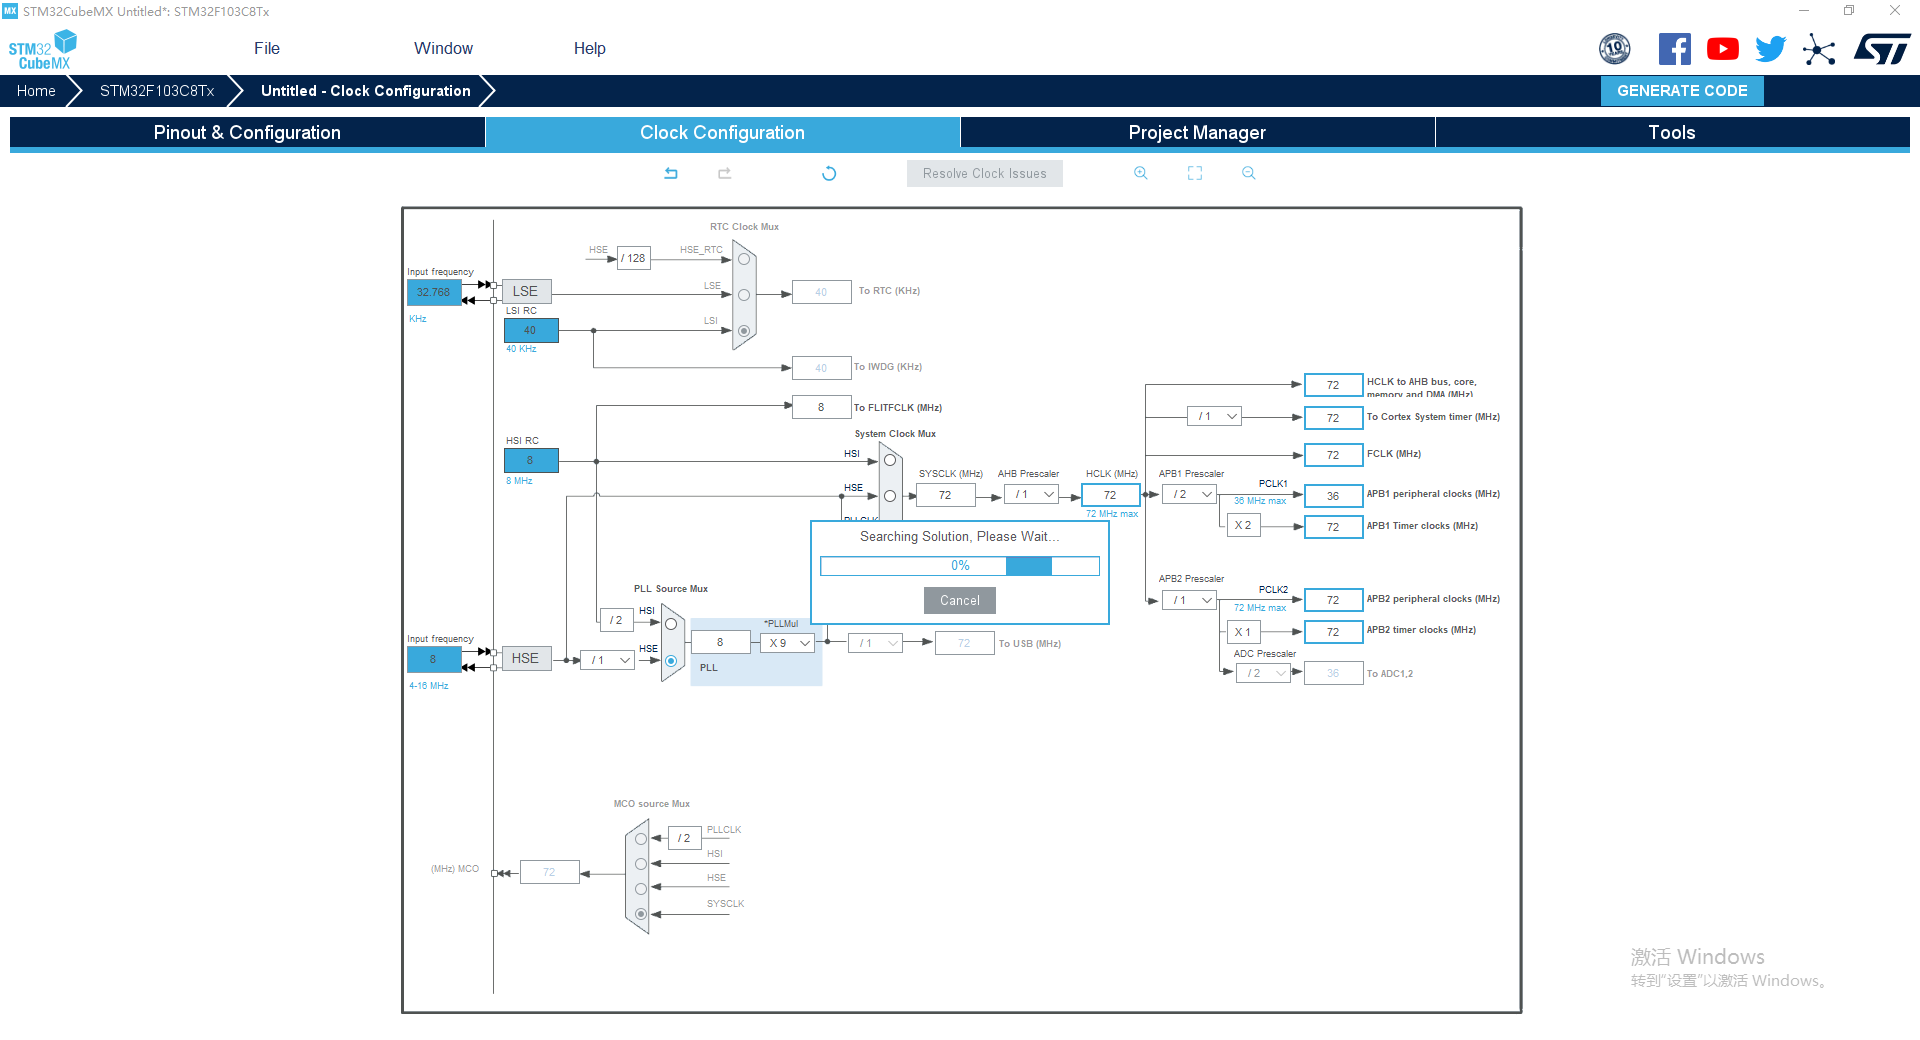 MX STM32CubeMX Untitled*: STM32F103C8Tx
STM32
CubeMX
File
Window
Help
10
ST
Home
STM32F103C8Tx
Untitled - Clock Configuration
GENERATE CODE
Pinout & Configuration
Clock Configuration
Project Manager
Tools
Resolve Clock Issues
RTC Clock Mux
HSE
/ 128
HSE_RTC
Input frequency
32.768
KHz
LSE
LSE
40
To RTC (KHz)
LSI RC
40
40 KHz
LSI
40
To IWDG (KHz)
8
To FLITFCLK (MHz)
System Clock Mux
HSI RC
8
8 MHz
HSI
HSE
PLLCLK
SYSCLK (MHz)
72
AHB Prescaler
/ 1
HCLK (MHz)
72
72 MHz max
72
HCLK to AHB bus, core,
memory and DMA (MHz)
/ 1
72
To Cortex System timer (MHz)
72
FCLK (MHz)
APB1 Prescaler
/ 2
PCLK1
36 MHz max
36
APB1 peripheral clocks (MHz)
X 2
72
APB1 Timer clocks (MHz)
Searching Solution, Please Wait...
0%
Cancel
APB2 Prescaler
/ 1
PCLK2
72 MHz max
72
APB2 peripheral clocks (MHz)
X 1
72
APB2 timer clocks (MHz)
ADC Prescaler
/ 2
36
To ADC1,2
PLL Source Mux
/ 2
HSI
HSE
Input frequency
8
4-16 MHz
HSE
/ 1
8
*PLLMul
X 9
PLL
/ 1
72
To USB (MHz)
MCO source Mux
/ 2
PLLCLK
HSI
HSE
SYSCLK
(MHz) MCO
72
激活 Windows
转到“设置”以激活 Windows。